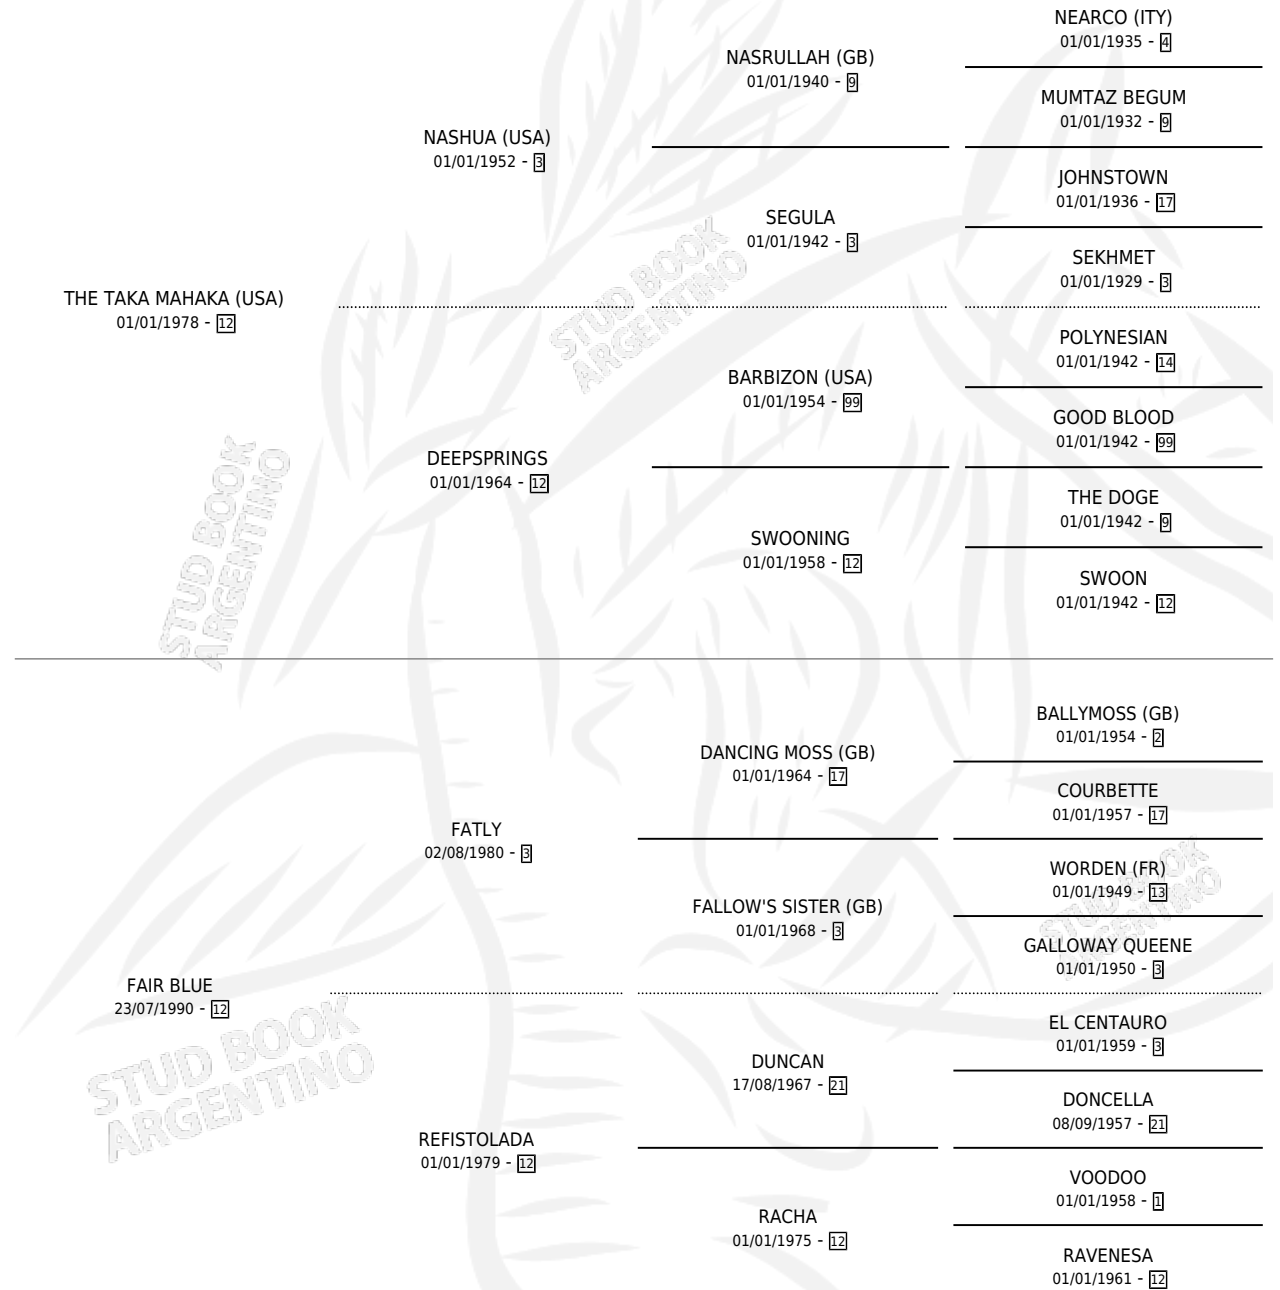 NEARCO (ITY)
01/01/1935 - 4
NASRULLAH (GB)
01/01/1940 - 9
MUMTAZ BEGUM
01/01/1932 - 9
NASHUA (USA)
01/01/1952 - 3
JOHNSTOWN
01/01/1936 - 17
SEGULA
01/01/1942 - 3
SEKHMET
01/01/1929 - 3
THE TAKA MAHAKA (USA)
01/01/1978 - 12
STUD BOOK
ARGENTINO
POLYNESIAN
01/01/1942 - 14
BARBIZON (USA)
01/01/1954 - 99
GOOD BLOOD
01/01/1942 - 99
DEEPSPRINGS
01/01/1964 - 12
THE DOGE
01/01/1942 - 9
SWOONING
01/01/1958 - 12
SWOON
01/01/1942 - 12
STUD BOOK
ARGENTINO
BALLYMOSS (GB)
01/01/1954 - 2
DANCING MOSS (GB)
01/01/1964 - 17
COURBETTE
01/01/1957 - 17
FATLY
02/08/1980 - 3
WORDEN (FR)
01/01/1949 - 13
FALLOW'S SISTER (GB)
01/01/1968 - 3
GALLOWAY QUEENE
01/01/1950 - 3
STUD BOOK
ARGENTINO
FAIR BLUE
23/07/1990 - 12
EL CENTAURO
01/01/1959 - 3
DUNCAN
17/08/1967 - 21
DONCELLA
08/09/1957 - 21
STUD BOOK
ARGENTINO
REFISTOLADA
01/01/1979 - 12
VOODOO
01/01/1958 - 1
RACHA
01/01/1975 - 12
RAVENESA
01/01/1961 - 12